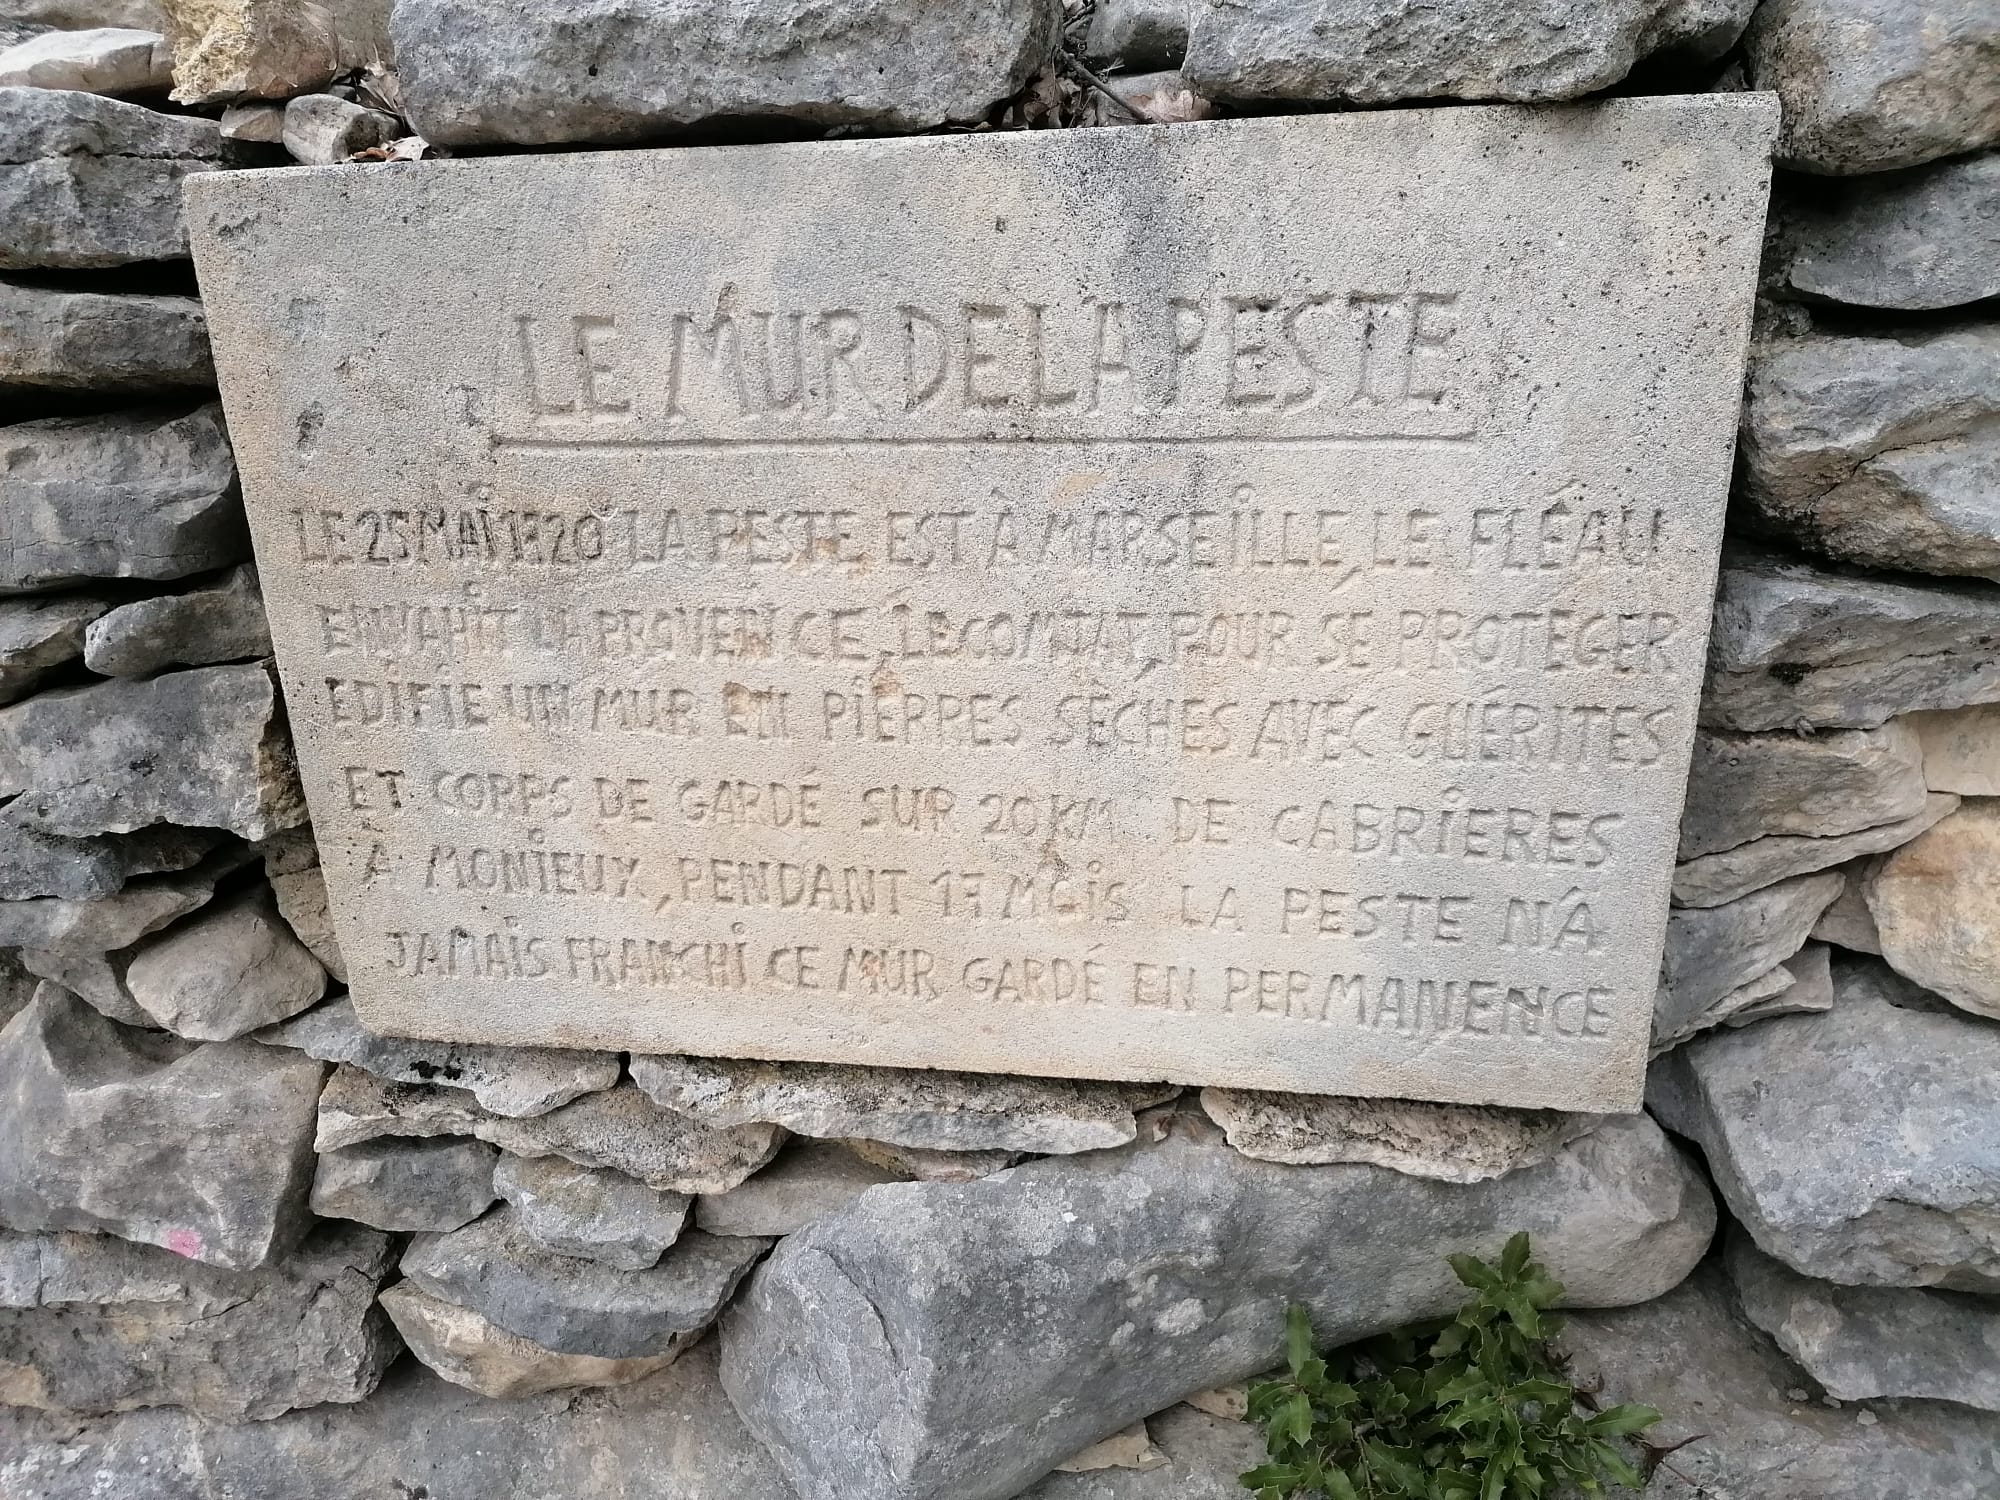 LE MUR DE LA PESTE
LE 25 MAI 1720 LA PESTE EST À MARSEILLE, LE FLÉAU
ENVAHIT LA PROVENCE, LE COMTAT, POUR SE PROTÉGER
EDIFIE UN MUR EN PIERRES SÈCHES AVEC GUÉRITES
ET CORPS DE GARDE SUR 20 KM DE CABRIERES
À MONIEUX, PENDANT 17 MOIS LA PESTE N'A
JAMAIS FRANCHI CE MUR GARDÉ EN PERMANENCE